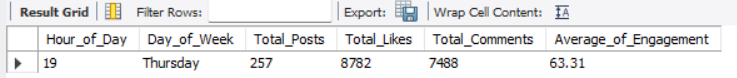 Result Grid Filter Rows: Export: Wrap Cell Content: IA
Hour_of_Day Day_of_Week Total_Posts Total_Likes Total_Comments Average_of_Engagement
19 Thursday 257 8782 7488 63.31